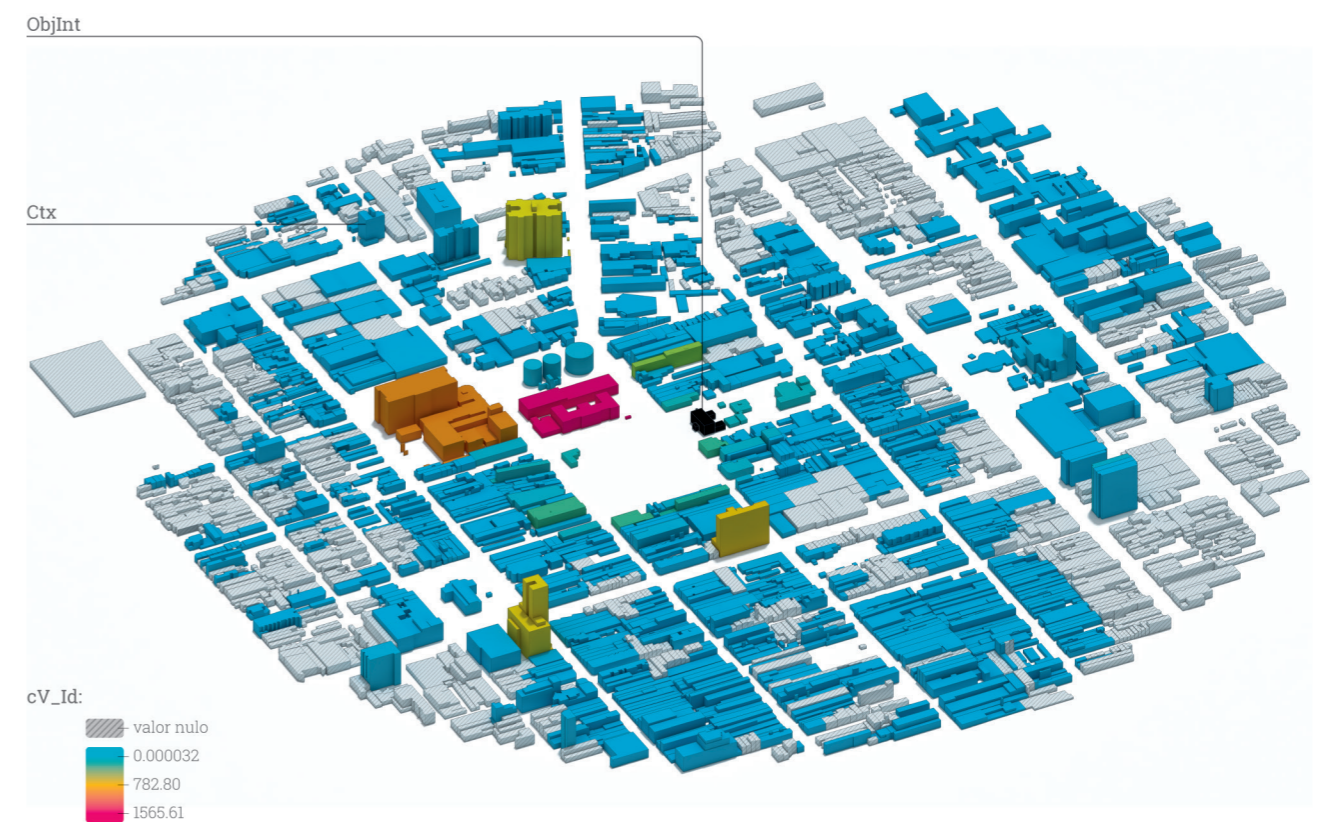 ObjInt
Ctx
cV_Id:
valor nulo
0.000032
782.80
1565.61